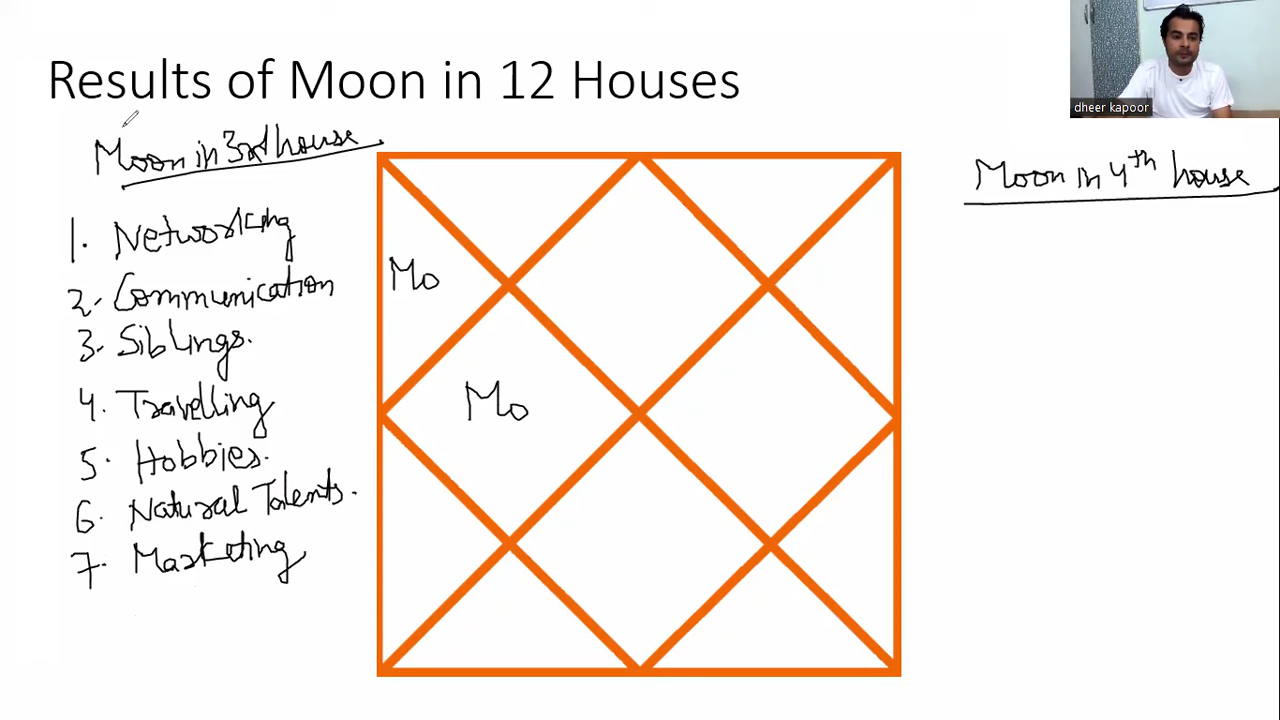 Results of Moon in 12 Houses
dheer kapoor
Moon in 3rd house
1. Networking
2. Communication
3. Siblings.
4. Travelling
5. Hobbies.
6. Natural Talents.
7. Marketing
Mo
Mo
Moon in 4th house